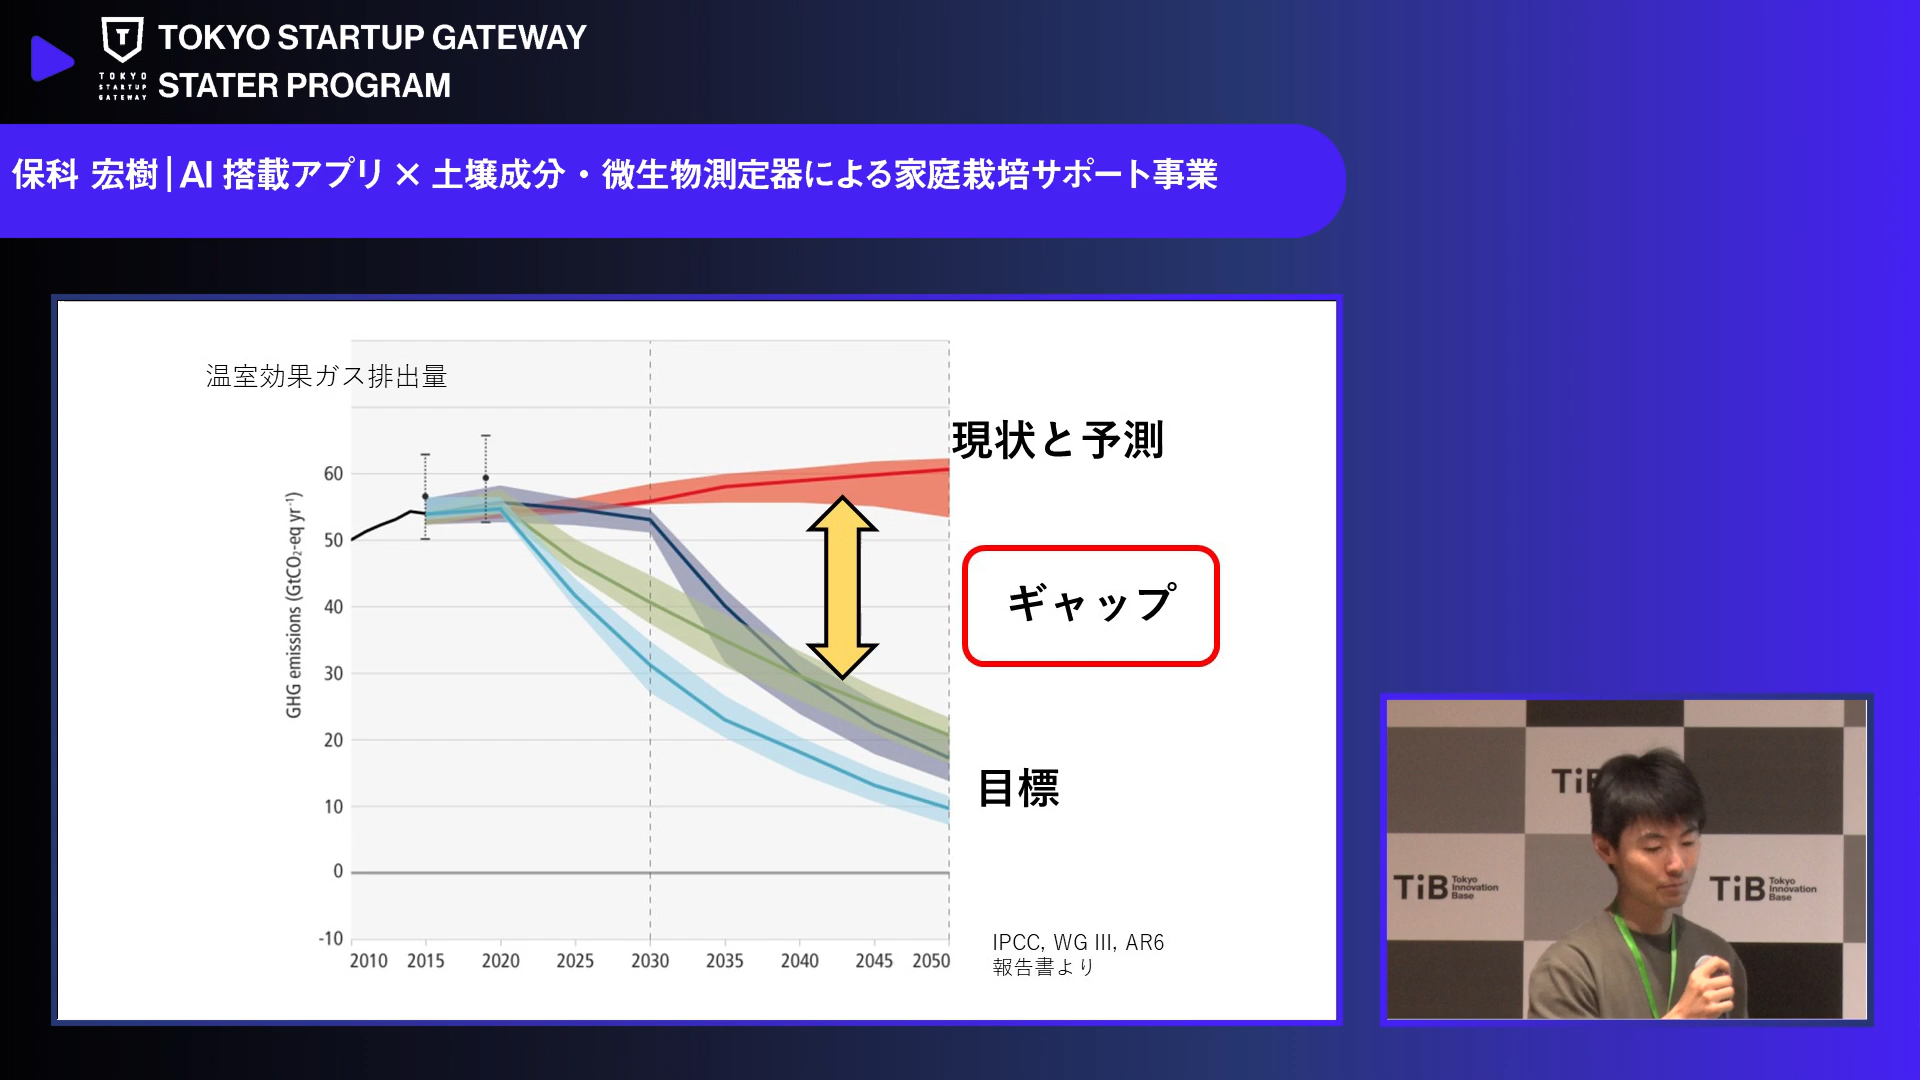 TOKYO STARTUP GATEWAY
STATER PROGRAM
T
TOKYO
STARTUP
GATEWAY
保科 宏樹|AI 搭載アプリ × 土壌成分・微生物測定器による家庭栽培サポート事業
温室効果ガス排出量
GHG emissions (GtCO₂-eq yr⁻¹)
60
50
40
30
20
10
0
-10
2010 2015 2020 2025 2030 2035 2040 2045 2050
現状と予測
ギャップ
目標
IPCC, WG III, AR6
報告書より
TiB
TiB Tokyo Innovation Base
TiB Tokyo Innovation Base